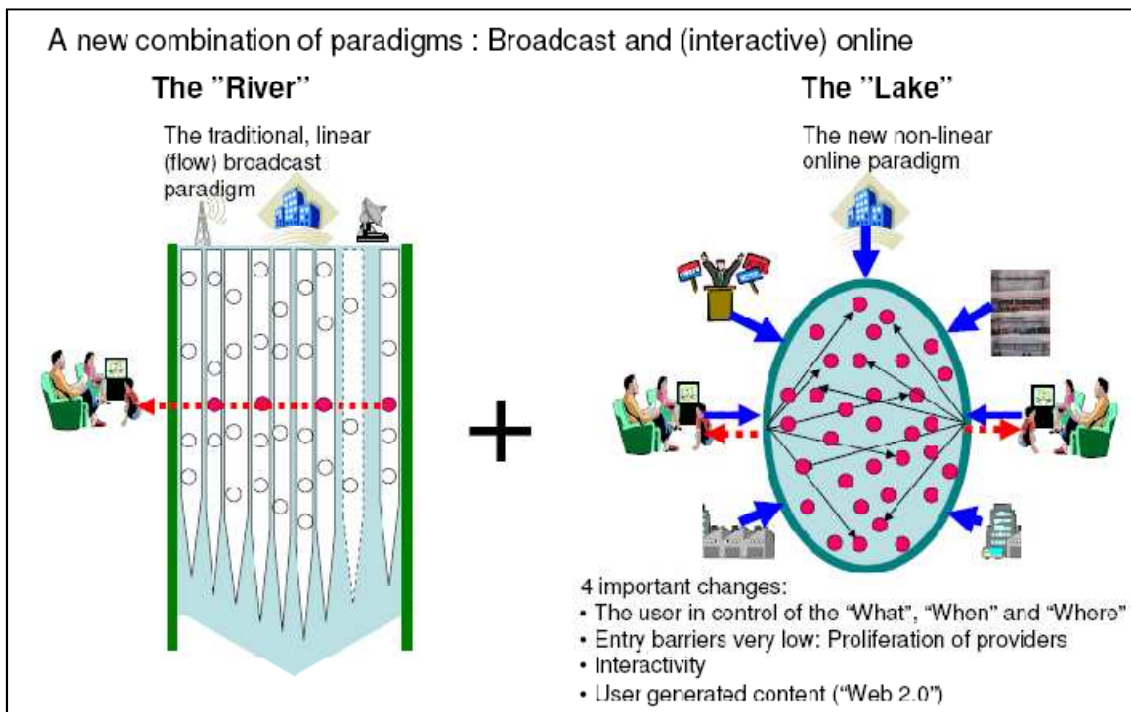 A new combination of paradigms : Broadcast and (interactive) online
The "River"
The traditional, linear
(flow) broadcast
paradigm
The "Lake"
The new non-linear
online paradigm
4 important changes:
• The user in control of the “What”, “When” and “Where”
• Entry barriers very low: Proliferation of providers
• Interactivity
• User generated content (“Web 2.0”)